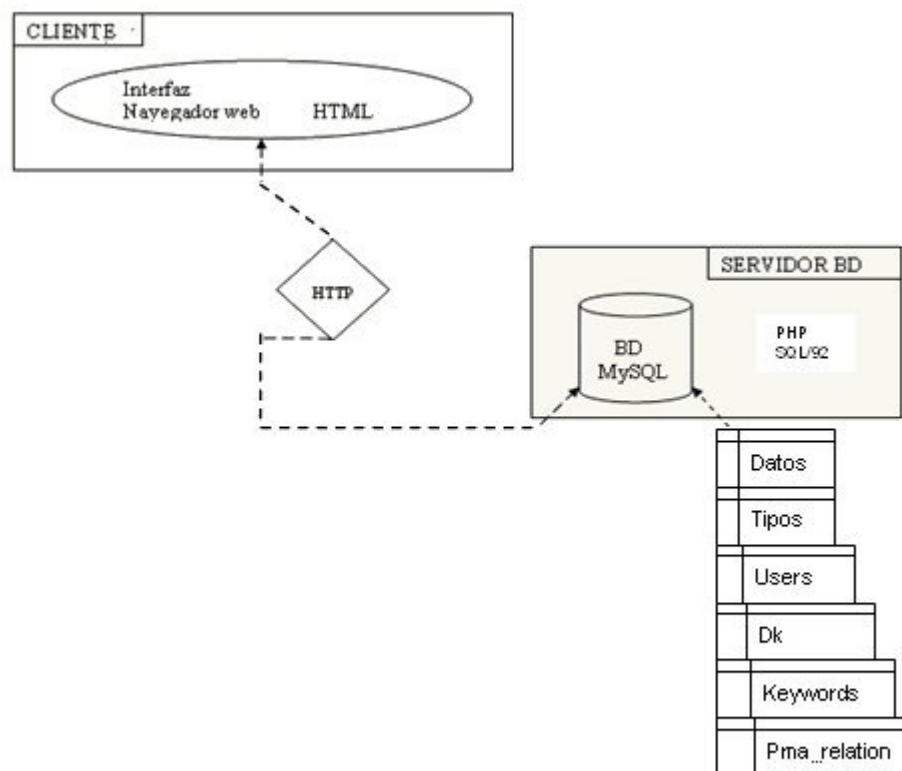 CLIENTE
Interfaz
Navegador web HTML
HTTP
SERVIDOR BD
BD
MySQL
PHP
SQL/92
Datos
Tipos
Users
Dk
Keywords
Pma_relation